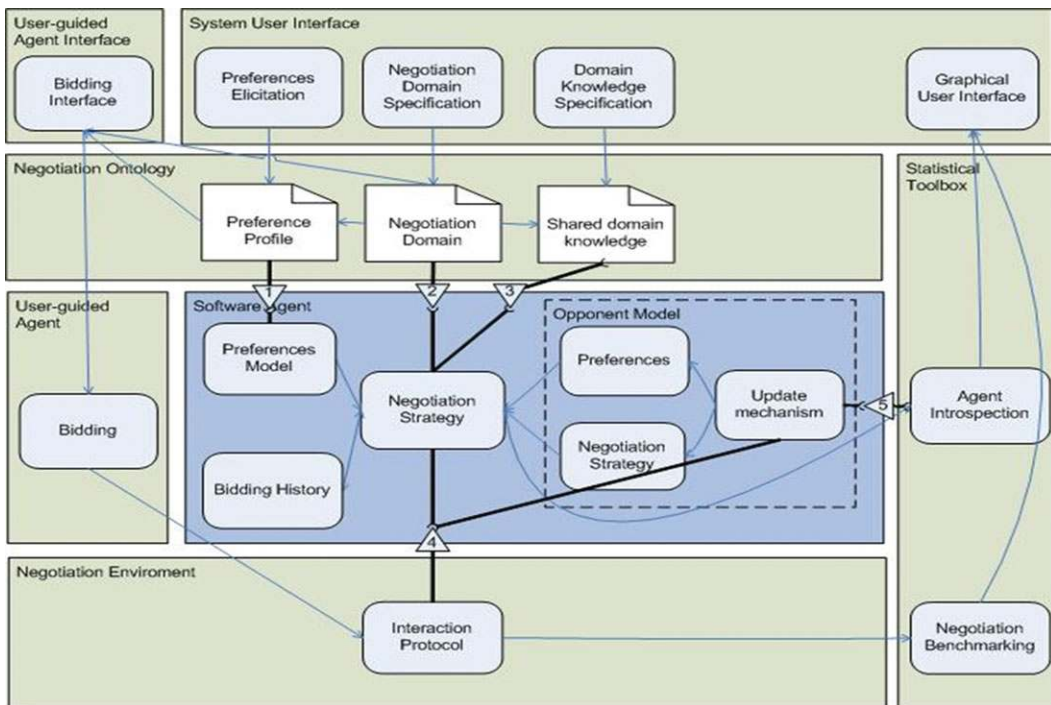 User-guided
Agent Interface
Bidding
Interface
System User Interface
Preferences
Elicitation
Negotiation
Domain
Specification
Domain
Knowledge
Specification
Graphical
User Interface
Negotiation Ontology
Preference
Profile
Negotiation
Domain
Shared domain
knowledge
Statistical
Toolbox
1
2
3
User-guided
Agent
Bidding
Software Agent
Preferences
Model
Negotiation
Strategy
Bidding History
Opponent Model
Preferences
Update
mechanism
Negotiation
Strategy
5
Agent
Introspection
4
Negotiation Enviroment
Interaction
Protocol
Negotiation
Benchmarking